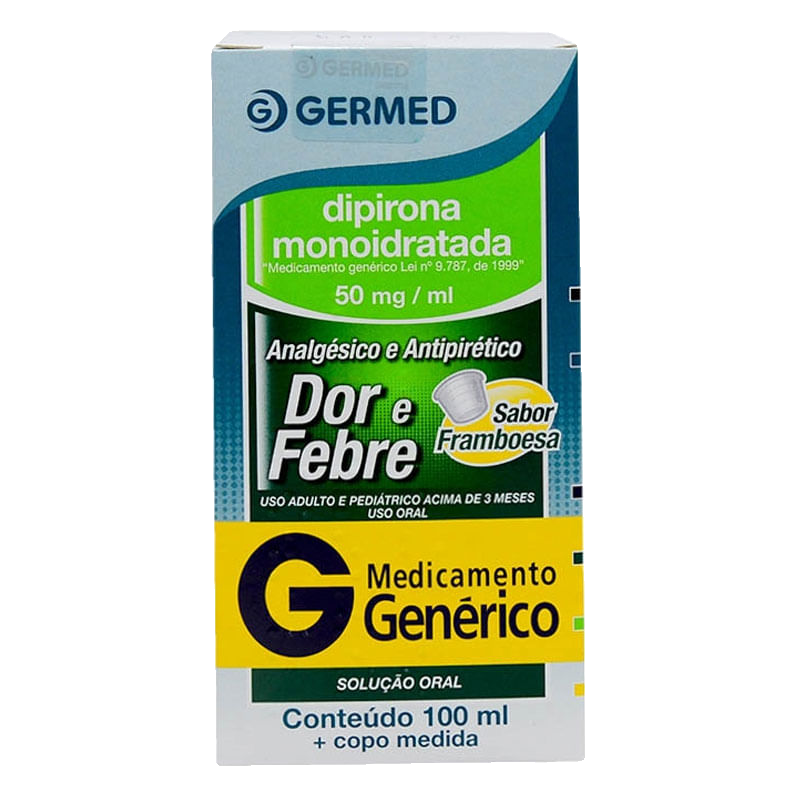 GERMED
GERMED
dipirona
monoidratada
"Medicamento genérico Lei nº 9.787, de 1999"
50 mg / ml
Analgésico e Antipirético
Dor e
Febre
Sabor
Framboesa
USO ADULTO E PEDIÁTRICO ACIMA DE 3 MESES
USO ORAL
G Medicamento
Genérico
SOLUÇÃO ORAL
Conteúdo 100 ml
+ copo medida